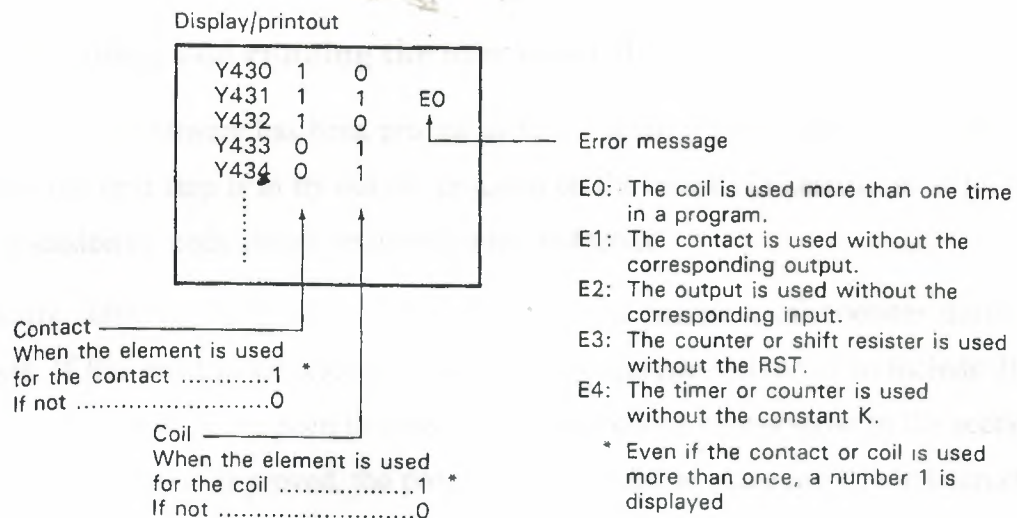 Display/printout
Y430 1 0
Y431 1 1 E0
Y432 1 0
Y433 0 1
Y434 0 1
Error message
E0: The coil is used more than one time
in a program.
E1: The contact is used without the
corresponding output.
E2: The output is used without the
corresponding input.
E3: The counter or shift resister is used
without the RST.
E4: The timer or counter is used
without the constant K.
* Even if the contact or coil is used
more than once, a number 1 is
displayed
Contact
When the element is used
for the contact ............1 *
If not ............................0
Coil
When the element is used
for the coil .................1 *
If not ............................0